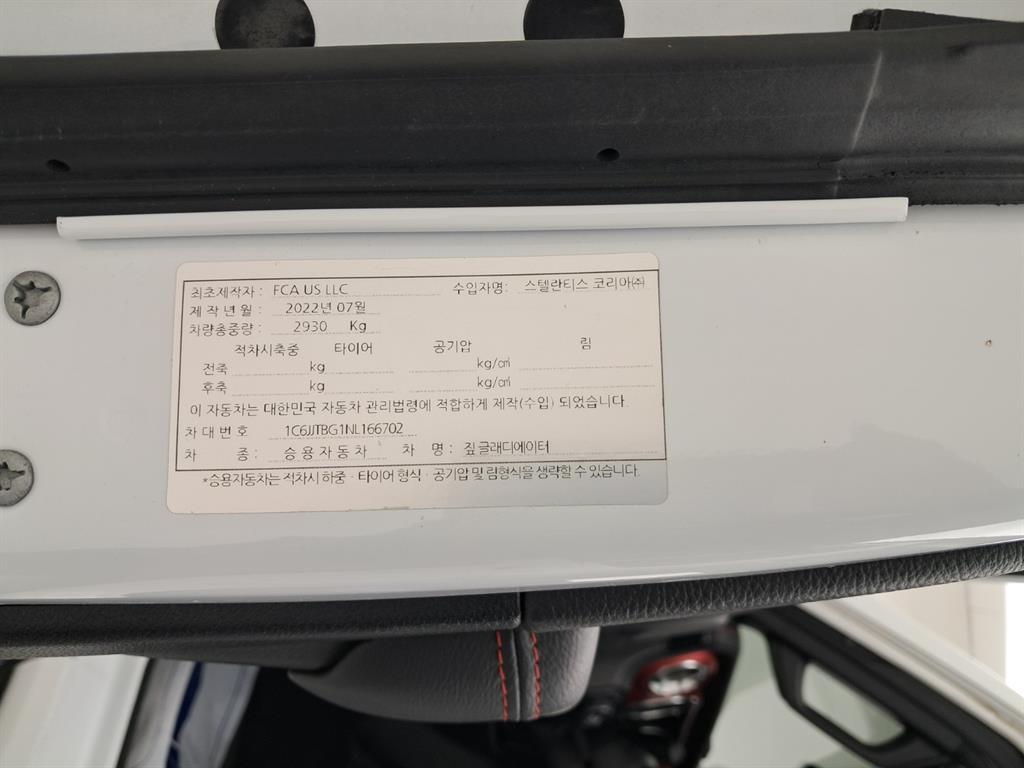 최초제작자 : FCA US LLC 수입자명: 스텔란티스 코리아㈜
제 작 년 월 : 2022년 07월
차량총중량 : 2930 Kg
적차시축중 타이어 공기압 림
전축 kg kg/㎠
후축 kg kg/㎠
이 자동차는 대한민국 자동차 관리법령에 적합하게 제작(수입) 되었습니다.
차 대 번 호 1C6JJTBG1NL166702
차 종 : 승 용 자 동 차 차 명 : 짚 글래디에이터
*승용자동차는 적차시 하중 · 타이어 형식 · 공기압 및 림형식을 생략할 수 있습니다.